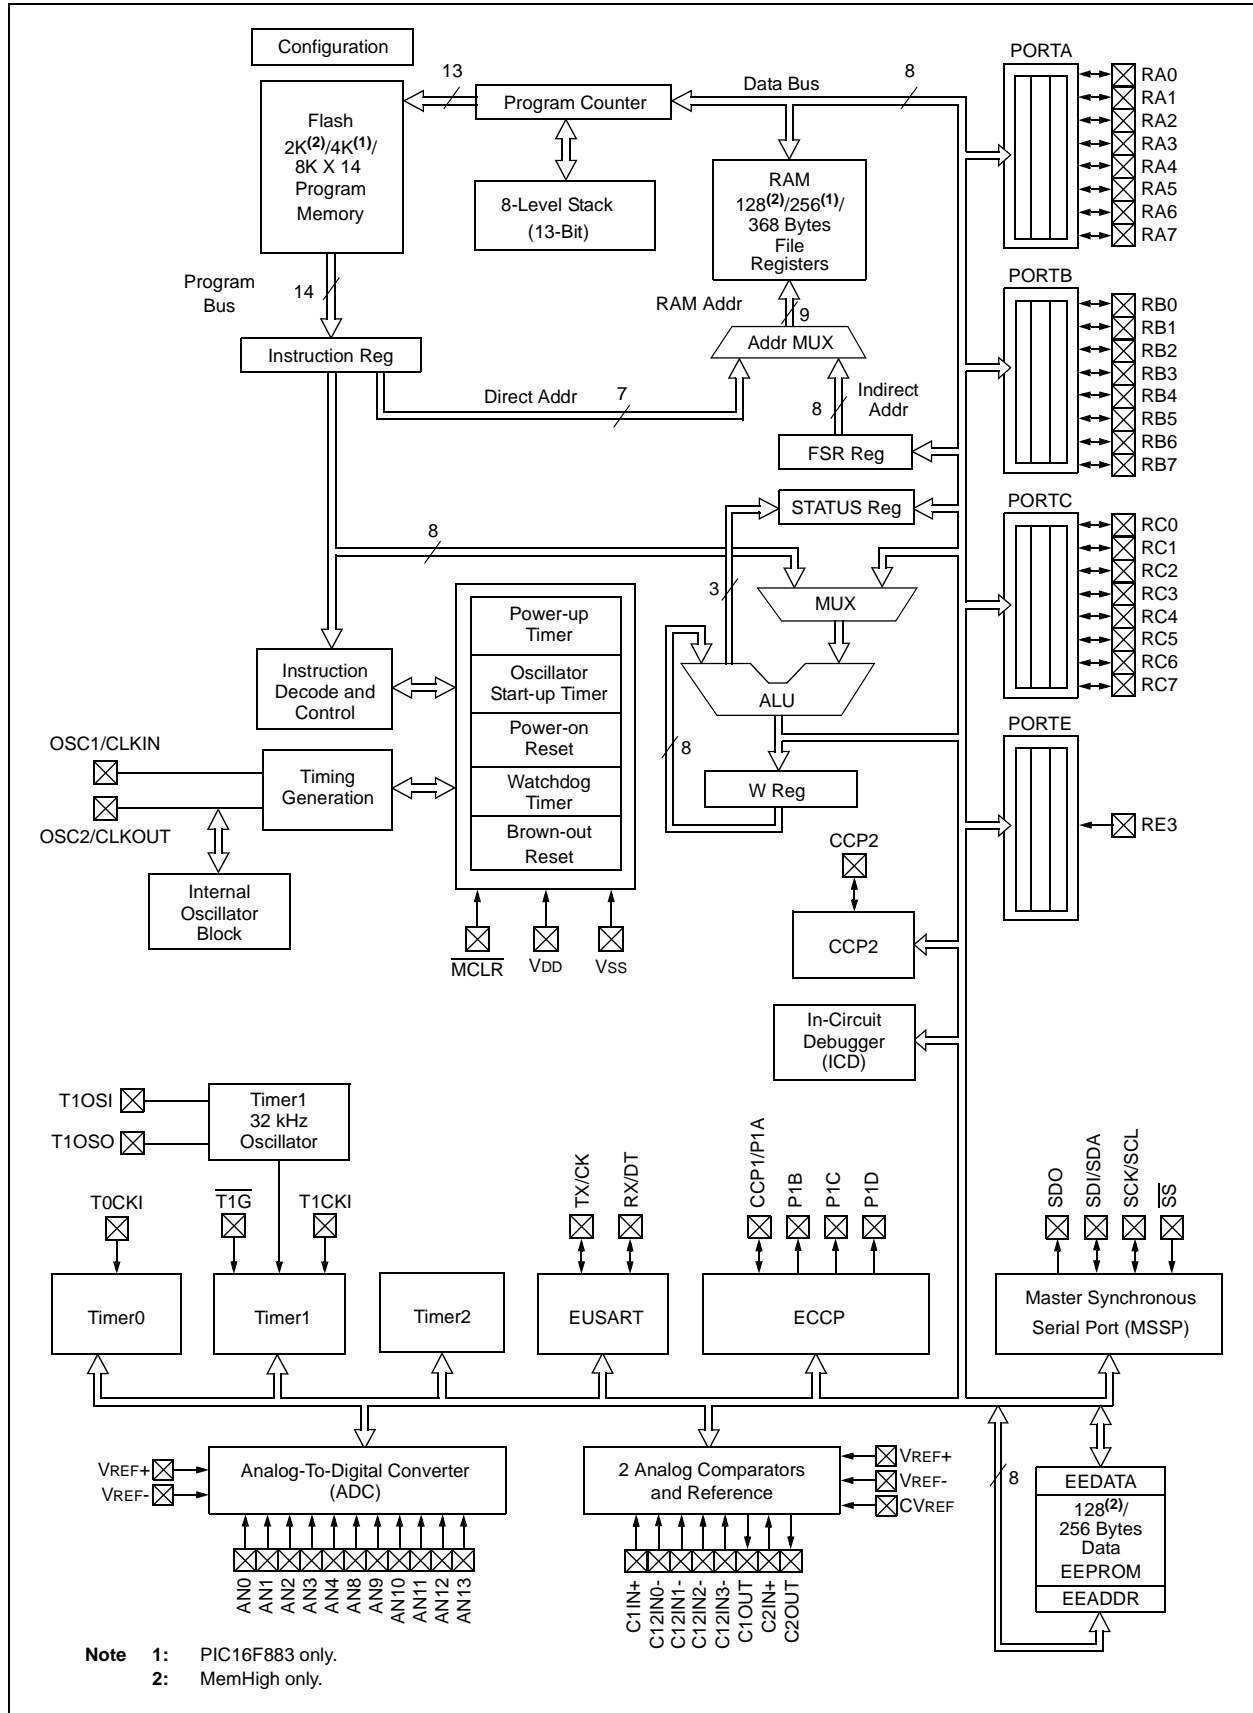 Configuration
Flash
2K(2)/4K(1)/
8K X 14
Program
Memory
13
Program Counter
8-Level Stack
(13-Bit)
Data Bus
8
RAM
128(2)/256(1)/
368 Bytes
File
Registers
Program
Bus
14
RAM Addr
9
Addr MUX
Instruction Reg
Direct Addr
7
8
Indirect
Addr
FSR Reg
STATUS Reg
8
3
MUX
ALU
8
W Reg
Power-up
Timer
Oscillator
Start-up Timer
Power-on
Reset
Watchdog
Timer
Brown-out
Reset
Instruction
Decode and
Control
OSC1/CLKIN
Timing
Generation
OSC2/CLKOUT
Internal
Oscillator
Block
MCLR
VDD
VSS
CCP2
CCP2
In-Circuit
Debugger
(ICD)
PORTA
RA0
RA1
RA2
RA3
RA4
RA5
RA6
RA7
PORTB
RB0
RB1
RB2
RB3
RB4
RB5
RB6
RB7
PORTC
RC0
RC1
RC2
RC3
RC4
RC5
RC6
RC7
PORTE
RE3
T1OSI
T1OSO
Timer1
32 kHz
Oscillator
T0CKI
T1G
T1CKI
TX/CK
RX/DT
CCP1/P1A
P1B
P1C
P1D
SDO
SDI/SDA
SCK/SCL
SS
Timer0
Timer1
Timer2
EUSART
ECCP
Master Synchronous
Serial Port (MSSP)
VREF+
VREF-
Analog-To-Digital Converter
(ADC)
AN0
AN1
AN2
AN3
AN4
AN8
AN9
AN10
AN11
AN12
AN13
2 Analog Comparators
and Reference
VREF+
VREF-
CVREF
C1IN+
C12IN0-
C12IN1-
C12IN2-
C12IN3-
C1OUT
C2IN+
C2OUT
8
EEDATA
128(2)/
256 Bytes
Data
EEPROM
EEADDR
Note 1: PIC16F883 only.
2: MemHigh only.